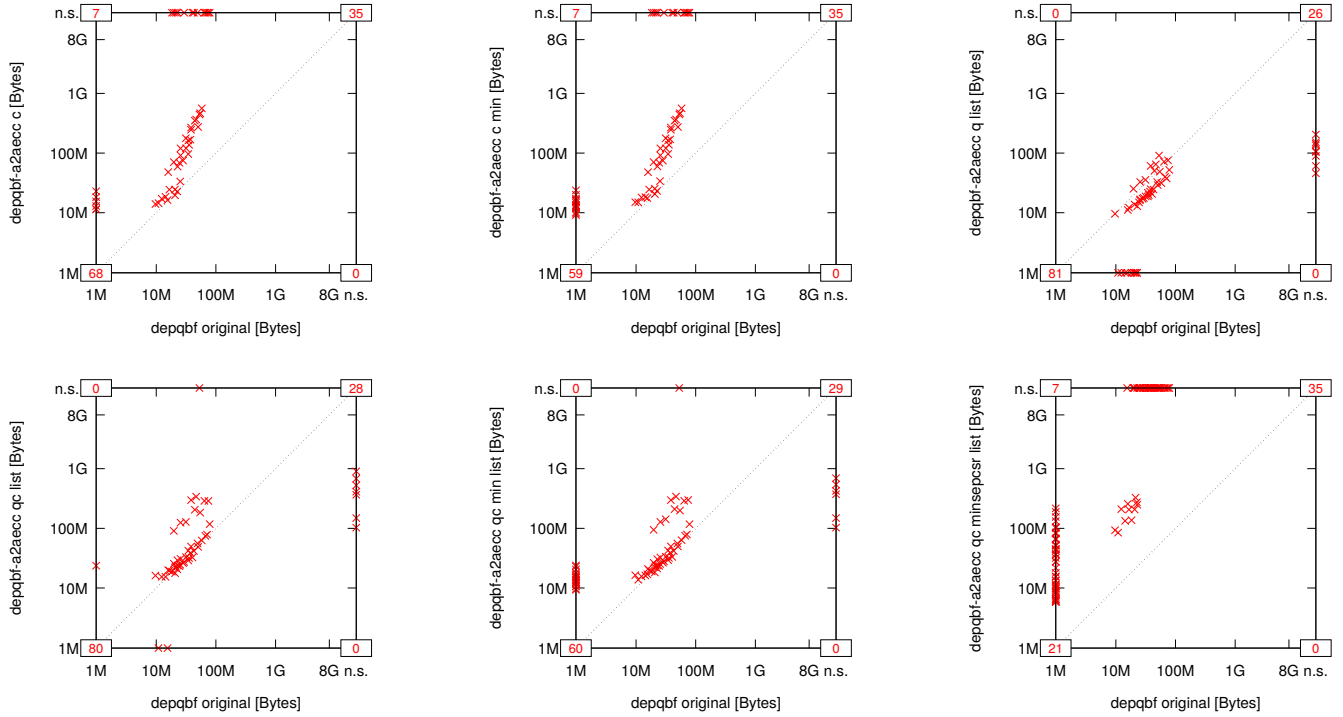 n.s. 7 35
8G
1G
100M
10M
1M 68 0
1M 10M 100M 1G 8G n.s.
depqbf original [Bytes]
depqbf-a2aecc c [Bytes]
n.s. 7 35
8G
1G
100M
10M
1M 59 0
1M 10M 100M 1G 8G n.s.
depqbf original [Bytes]
depqbf-a2aecc c min [Bytes]
n.s. 0 26
8G
1G
100M
10M
1M 81 0
1M 10M 100M 1G 8G n.s.
depqbf original [Bytes]
depqbf-a2aecc q list [Bytes]
n.s. 0 28
8G
1G
100M
10M
1M 80 0
1M 10M 100M 1G 8G n.s.
depqbf original [Bytes]
depqbf-a2aecc qc list [Bytes]
n.s. 0 29
8G
1G
100M
10M
1M 60 0
1M 10M 100M 1G 8G n.s.
depqbf original [Bytes]
depqbf-a2aecc qc min list [Bytes]
n.s. 7 35
8G
1G
100M
10M
1M 21 0
1M 10M 100M 1G 8G n.s.
depqbf original [Bytes]
depqbf-a2aecc qc minsepcsr list [Bytes]